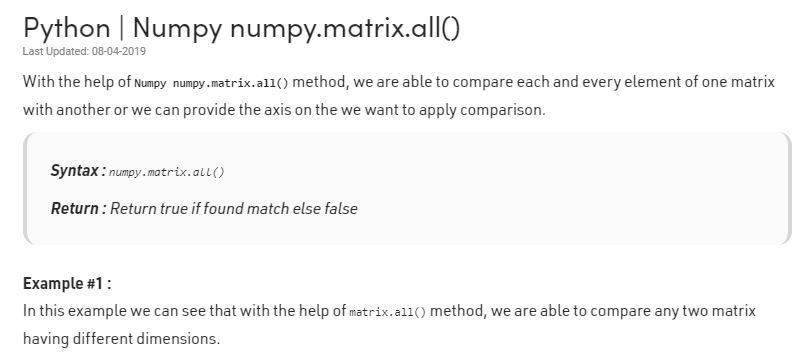 Python | Numpy numpy.matrix.all()
Last Updated: 08-04-2019
With the help of Numpy numpy.matrix.all() method, we are able to compare each and every element of one matrix
with another or we can provide the axis on the we want to apply comparison.
Syntax : numpy.matrix.all()
Return : Return true if found match else false
Example #1 :
In this example we can see that with the help of matrix.all() method, we are able to compare any two matrix
having different dimensions.